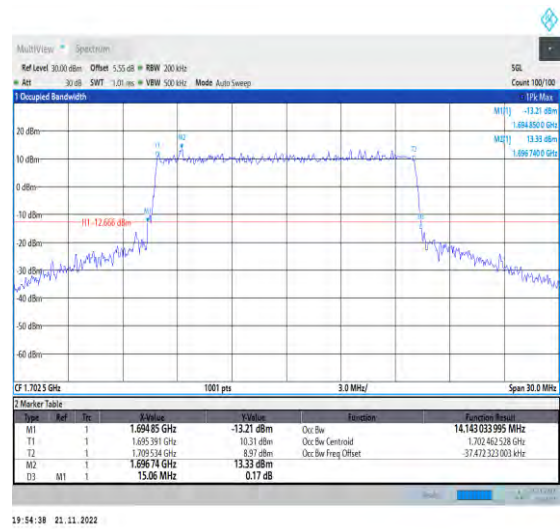 MultiView Spectrum
Ref Level 30.00 dBm Offset 5.55 dB RBW 200 kHz SGL
Att 30 dB SWT 1.01 ms VBW 500 kHz Mode Auto Sweep Count 100/100
1 Occupied Bandwidth 1Pk Max
M1[1] -13.21 dBm
1.694 850 0 GHz
20 dBm M2 M2[1] 13.33 dBm
T1 T2 1.696 740 0 GHz
10 dBm
0 dBm
-10 dBm M1
H1 -12.666 dBm
-20 dBm
-30 dBm
-40 dBm
-50 dBm
-60 dBm
CF 1.702 5 GHz 1001 pts 3.0 MHz/ Span 30.0 MHz
2 Marker Table
Type Ref Trc X-Value Y-Value Function Function Result
M1 1 1.694 85 GHz -13.21 dBm Occ Bw 14.143 033 995 MHz
T1 1 1.695 391 GHz 10.31 dBm Occ Bw Centroid 1.702 462 528 GHz
T2 1 1.709 534 GHz 8.97 dBm Occ Bw Freq Offset -37.472 323 003 kHz
M2 1 1.696 74 GHz 13.33 dBm
D3 M1 1 15.06 MHz 0.17 dB
Ready
19:54:38 21.11.2022